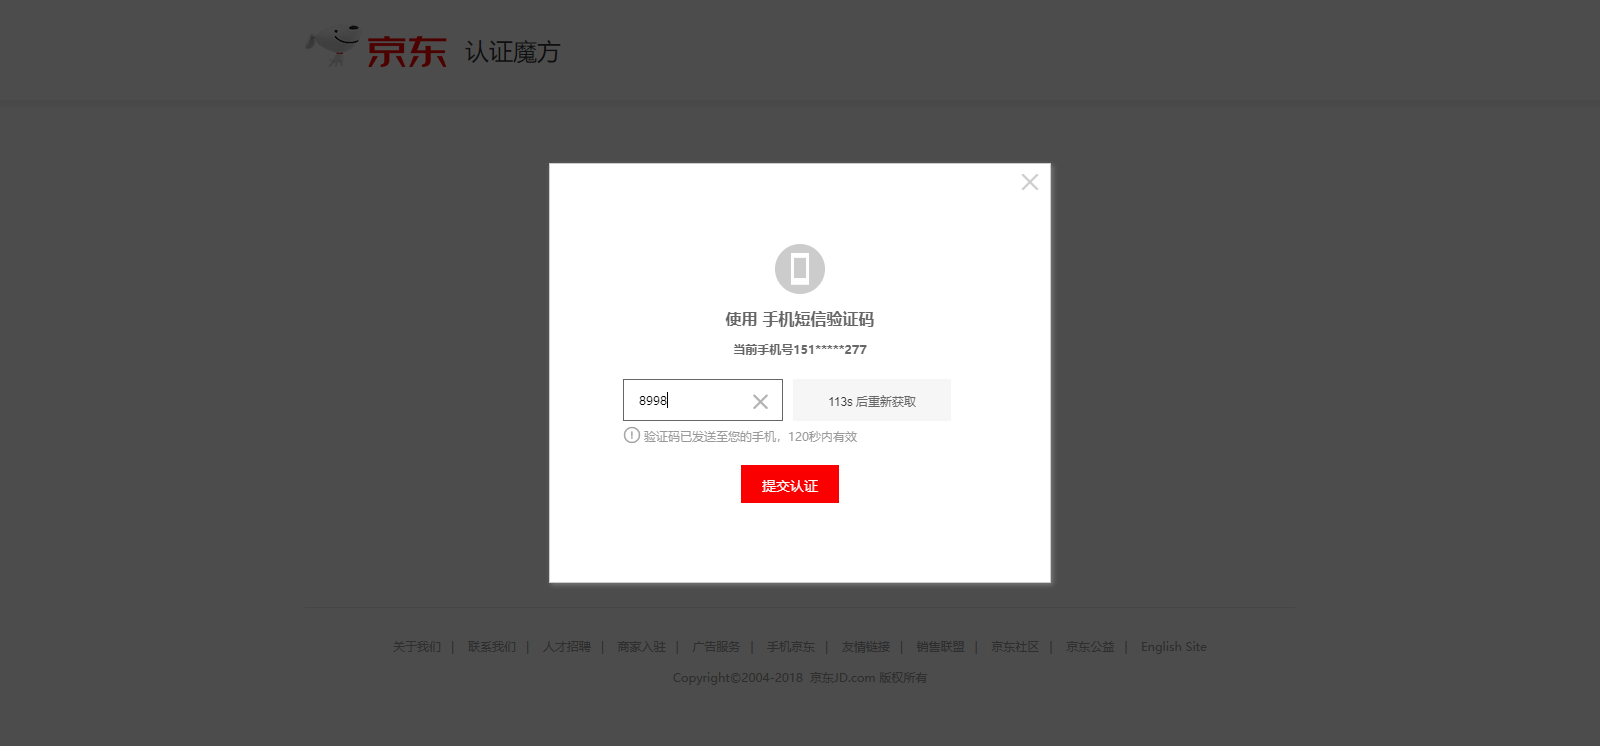 京东 认证魔方
使用 手机短信验证码
当前手机号151*****277
8998 113s 后重新获取
验证码已发送至您的手机，120秒内有效
提交认证
关于我们 | 联系我们 | 人才招聘 | 商家入驻 | 广告服务 | 手机京东 | 友情链接 | 销售联盟 | 京东社区 | 京东公益 | English Site
Copyright©2004-2018 京东JD.com 版权所有